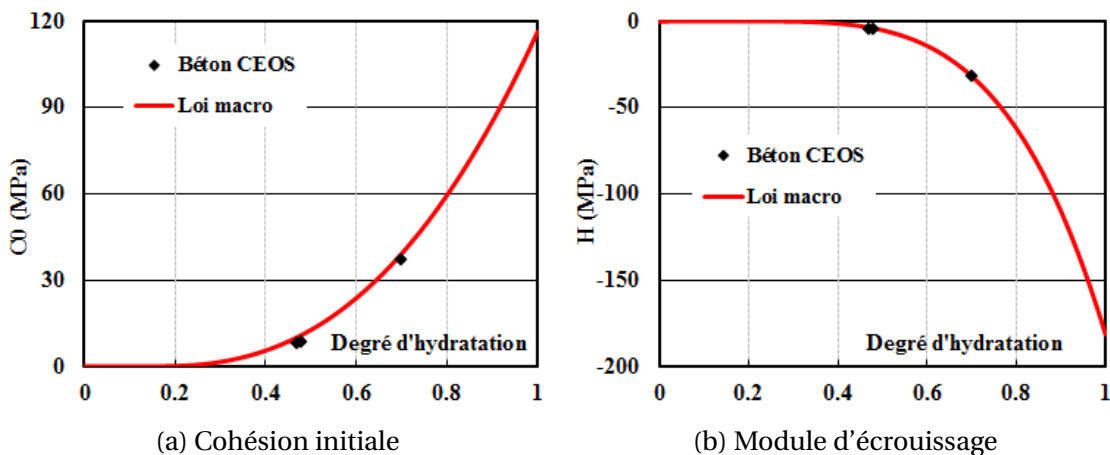 120
90
60
30
0
C0 (MPa)
Béton CEOS
Loi macro
Degré d'hydratation
0 0.2 0.4 0.6 0.8 1
(a) Cohésion initiale
0
-50
-100
-150
-200
H (MPa)
Béton CEOS
Loi macro
Degré d'hydratation
0 0.2 0.4 0.6 0.8 1
(b) Module d'écrouissage